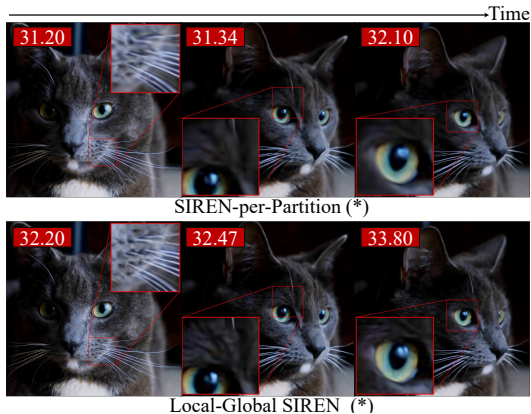 Time
31.20 31.34 32.10
SIREN-per-Partition (*)
32.20 32.47 33.80
Local-Global SIREN (*)